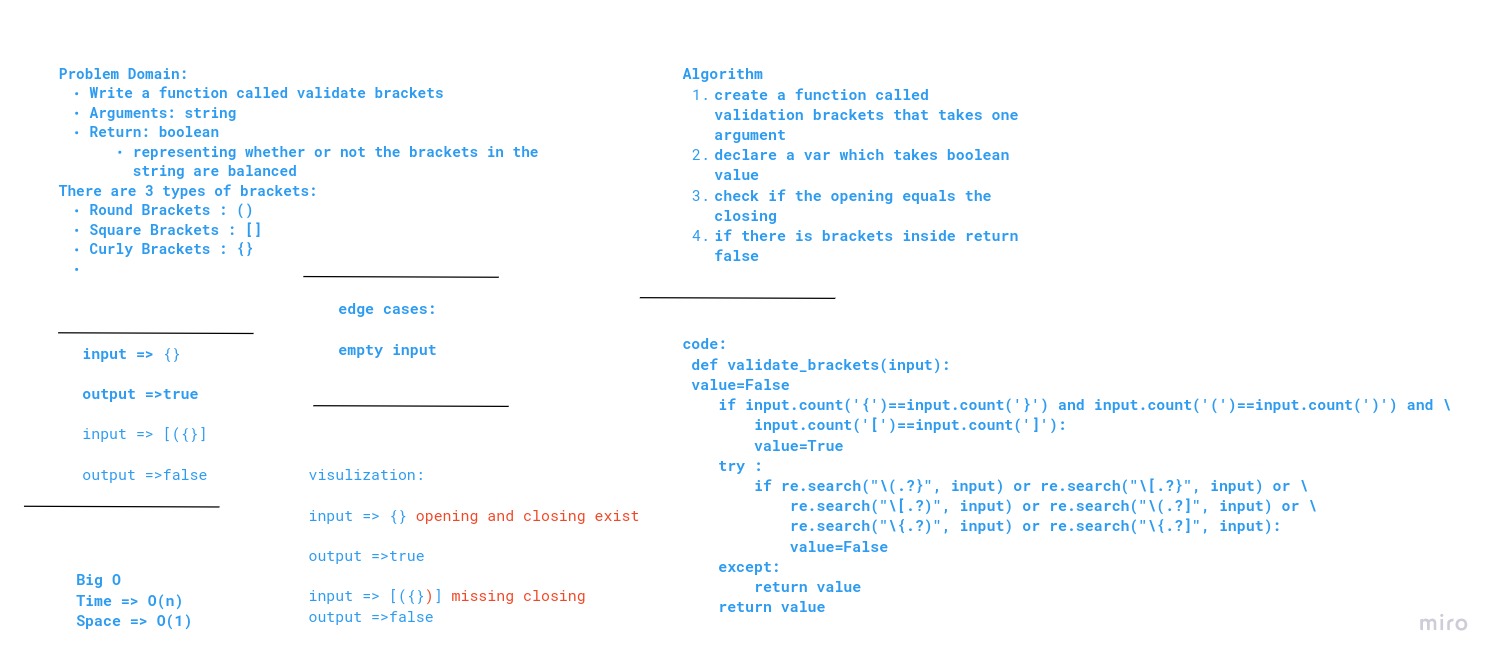 Problem Domain:
• Write a function called validate brackets
• Arguments: string
• Return: boolean
• representing whether or not the brackets in the
string are balanced
There are 3 types of brackets:
• Round Brackets : ()
• Square Brackets : []
• Curly Brackets : {}
•
input => {}
output =>true
input => [({}]
output =>false
Big O
Time => O(n)
Space => O(1)
edge cases:
empty input
visulization:
input => {} opening and closing exist
output =>true
input => [({})] missing closing
output =>false
Algorithm
1. create a function called
validation brackets that takes one
argument
2. declare a var which takes boolean
value
3. check if the opening equals the
closing
4. if there is brackets inside return
false
code:
def validate_brackets(input):
value=False
if input.count('{')==input.count('}') and input.count('(')==input.count(')') and \
input.count('[')==input.count(']'):
value=True
try :
if re.search("\(.?}", input) or re.search("\[.?}", input) or \
re.search("\[.?)", input) or re.search("\(.?]", input) or \
re.search("\{.?)", input) or re.search("\{.?]", input):
value=False
except:
return value
return value
miro